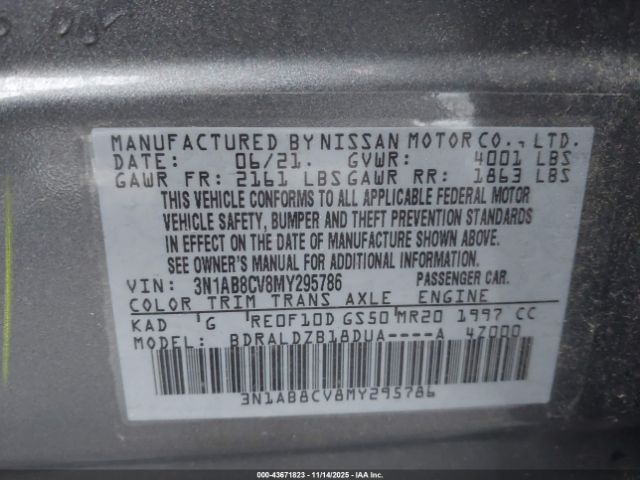 MANUFACTURED BY NISSAN MOTOR CO., LTD.
DATE: 06/21. GVWR: 4001 LBS
GAWR FR: 2161 LBS GAWR RR: 1863 LBS
THIS VEHICLE CONFORMS TO ALL APPLICABLE FEDERAL MOTOR
VEHICLE SAFETY, BUMPER AND THEFT PREVENTION STANDARDS
IN EFFECT ON THE DATE OF MANUFACTURE SHOWN ABOVE.
SEE OWNER'S MANUAL FOR ADDITIONAL INFORMATION.
VIN: 3N1AB8CV8MY295786 PASSENGER CAR.
COLOR TRIM TRANS AXLE ENGINE
KAD G RE0F10D GS50 MR20 1997 CC
MODEL: BDRALDZB18DUA----A 4Z000
3N1AB8CV8MY295786
000-43671823 | 11/14/2025 - IAA Inc.